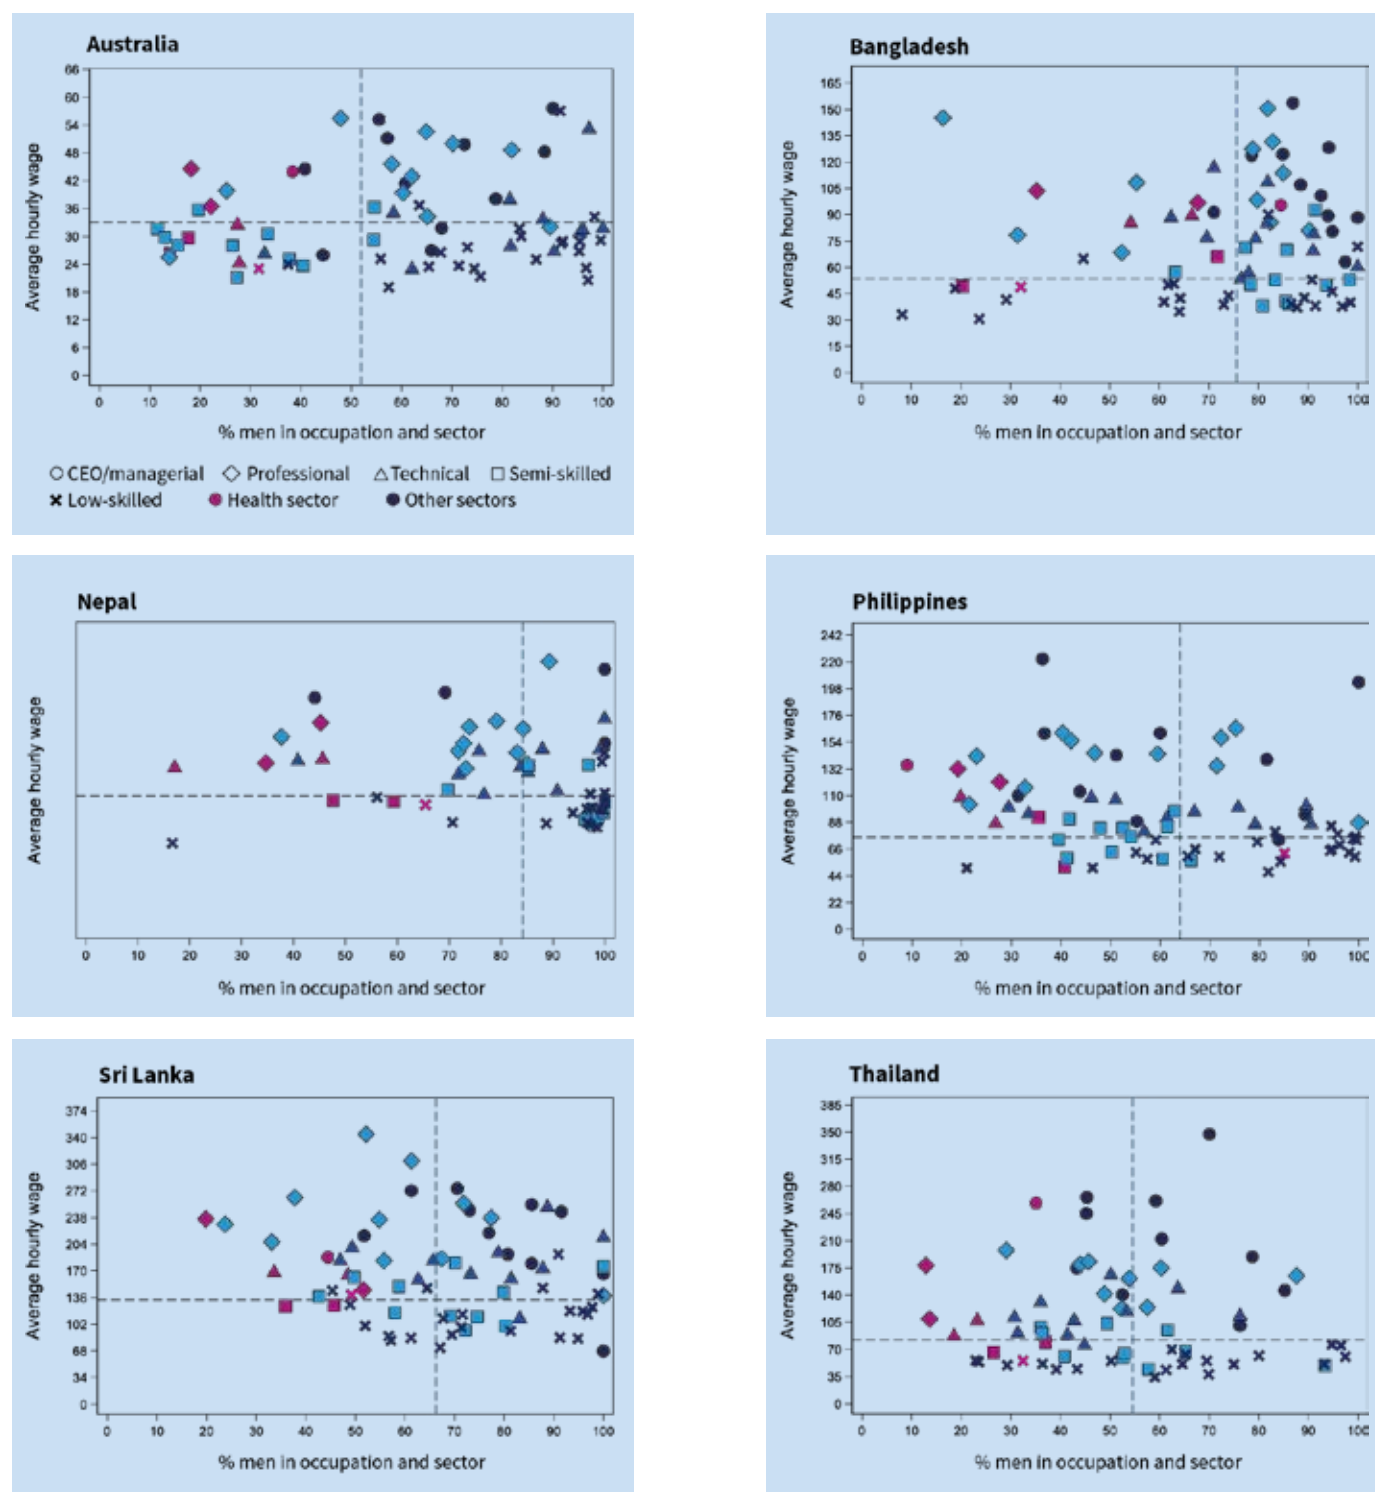 Australia
66
60
54
48
42
36
30
24
18
12
6
0
Average hourly wage
0 10 20 30 40 50 60 70 80 90 100
% men in occupation and sector
CEO/managerial Professional Technical Semi-skilled
Low-skilled Health sector Other sectors
Bangladesh
165
150
135
120
105
90
75
60
45
30
15
0
Average hourly wage
0 10 20 30 40 50 60 70 80 90 100
% men in occupation and sector
Nepal
Average hourly wage
0 10 20 30 40 50 60 70 80 90 100
% men in occupation and sector
Philippines
242
220
198
176
154
132
110
88
66
44
22
0
Average hourly wage
0 10 20 30 40 50 60 70 80 90 100
% men in occupation and sector
Sri Lanka
374
340
306
272
238
204
170
136
102
68
34
0
Average hourly wage
0 10 20 30 40 50 60 70 80 90 100
% men in occupation and sector
Thailand
385
350
315
280
245
210
175
140
105
70
35
0
Average hourly wage
0 10 20 30 40 50 60 70 80 90 100
% men in occupation and sector